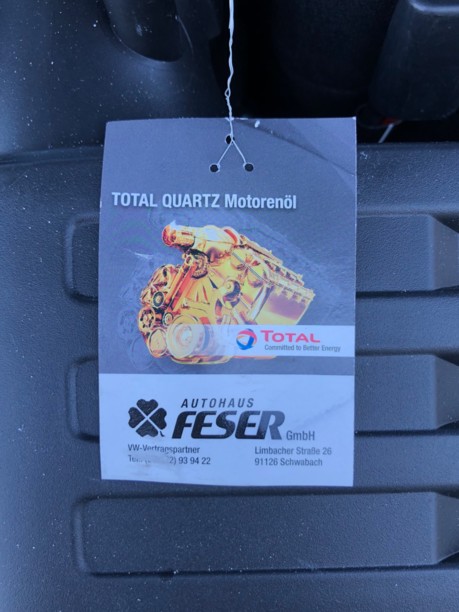 TOTAL QUARTZ Motorenöl
TOTAL
Committed to Better Energy
AUTOHAUS
FESER GmbH
VW-Vertragspartner
93 94 22
Limbacher Straße 26
91126 Schwabach